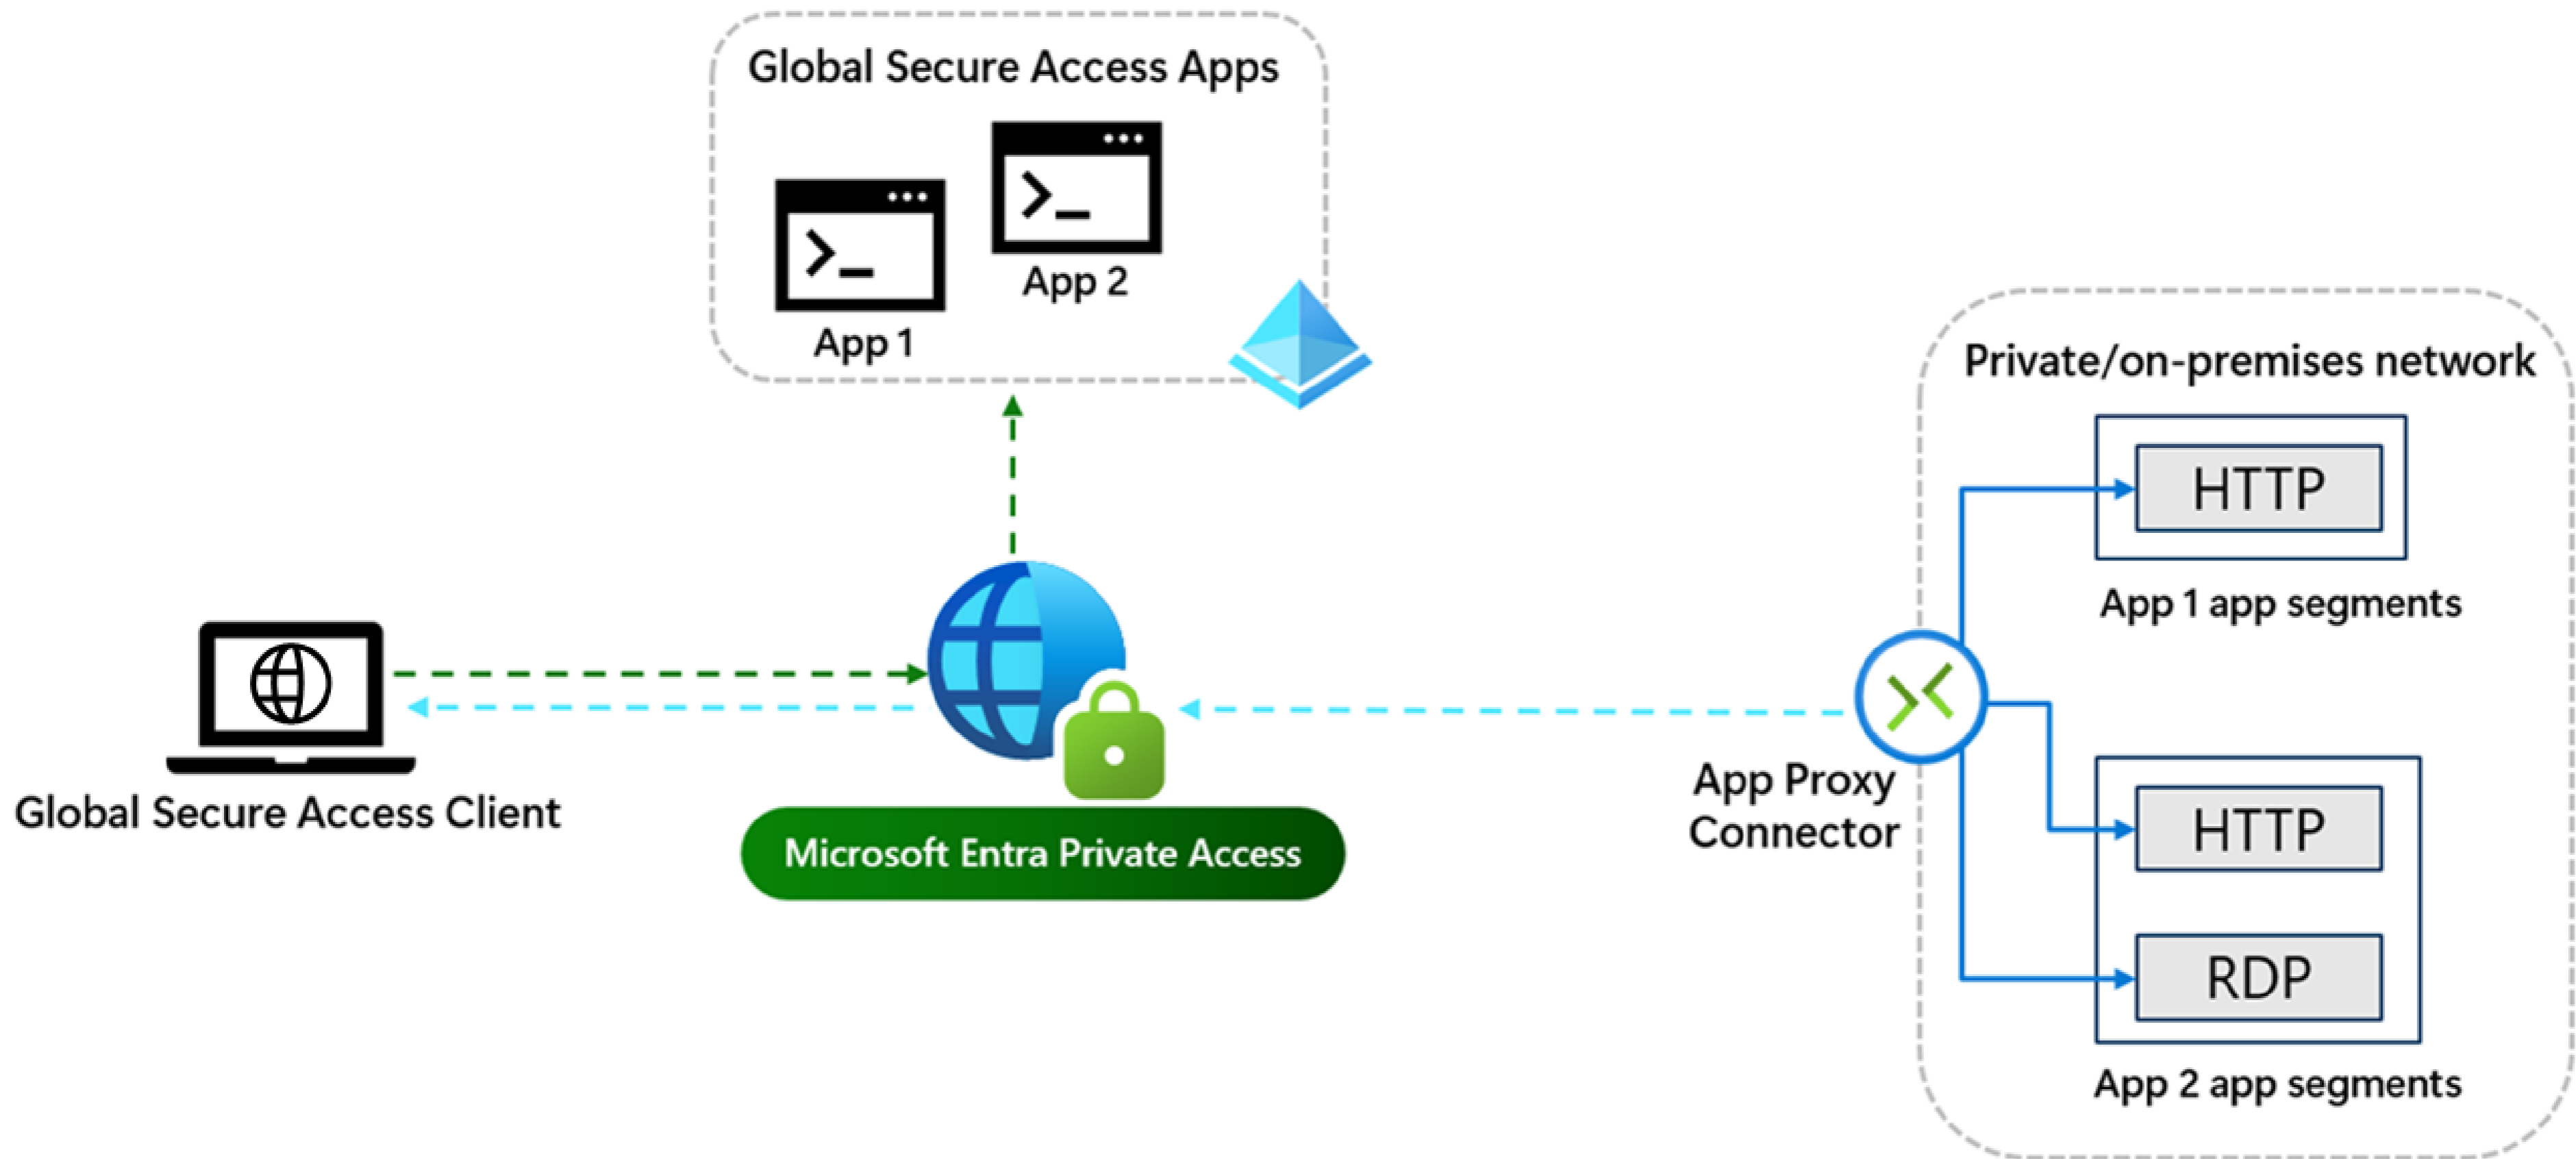 Global Secure Access Apps
App 1
App 2
Global Secure Access Client
Microsoft Entra Private Access
App Proxy
Connector
Private/on-premises network
HTTP
App 1 app segments
HTTP
RDP
App 2 app segments